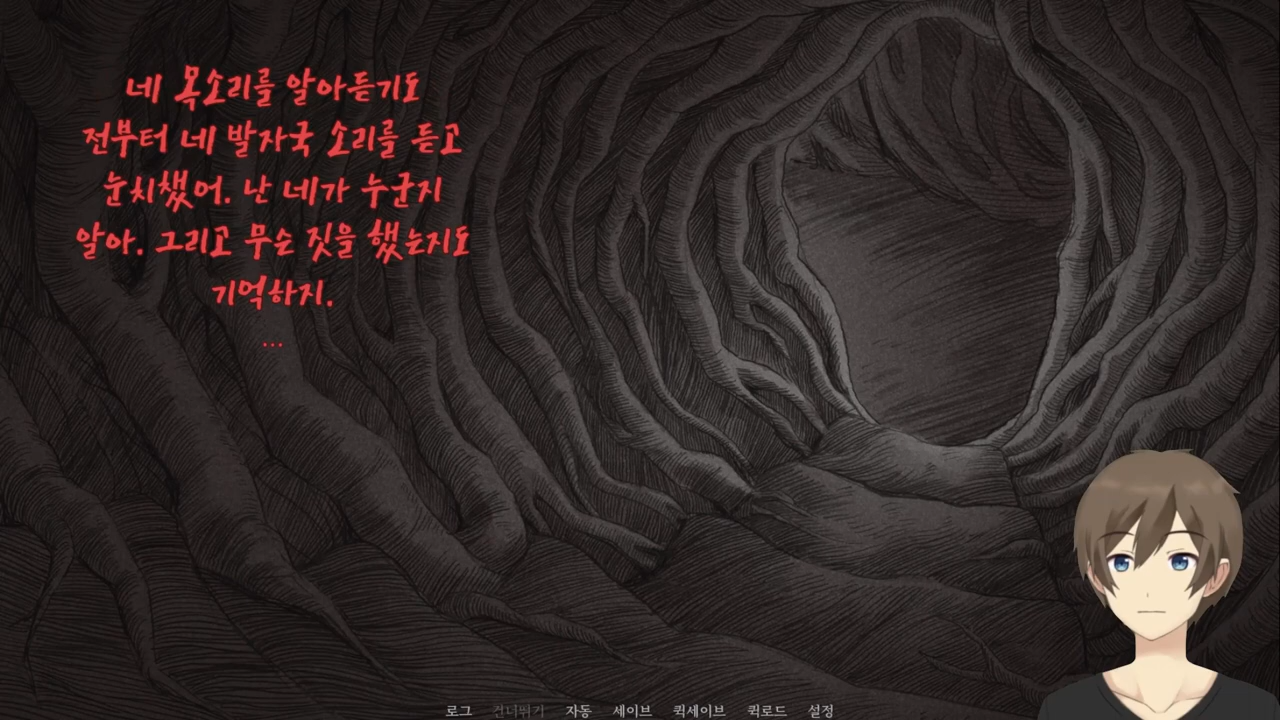 네 목소리를 알아듣기도
전부터 네 발자국 소리를 듣고
눈치챘어. 난 네가 누군지
알아. 그리고 무슨 짓을 했는지도
기억하지.
...
로그 건너뛰기 자동 세이브 퀵세이브 퀵로드 설정